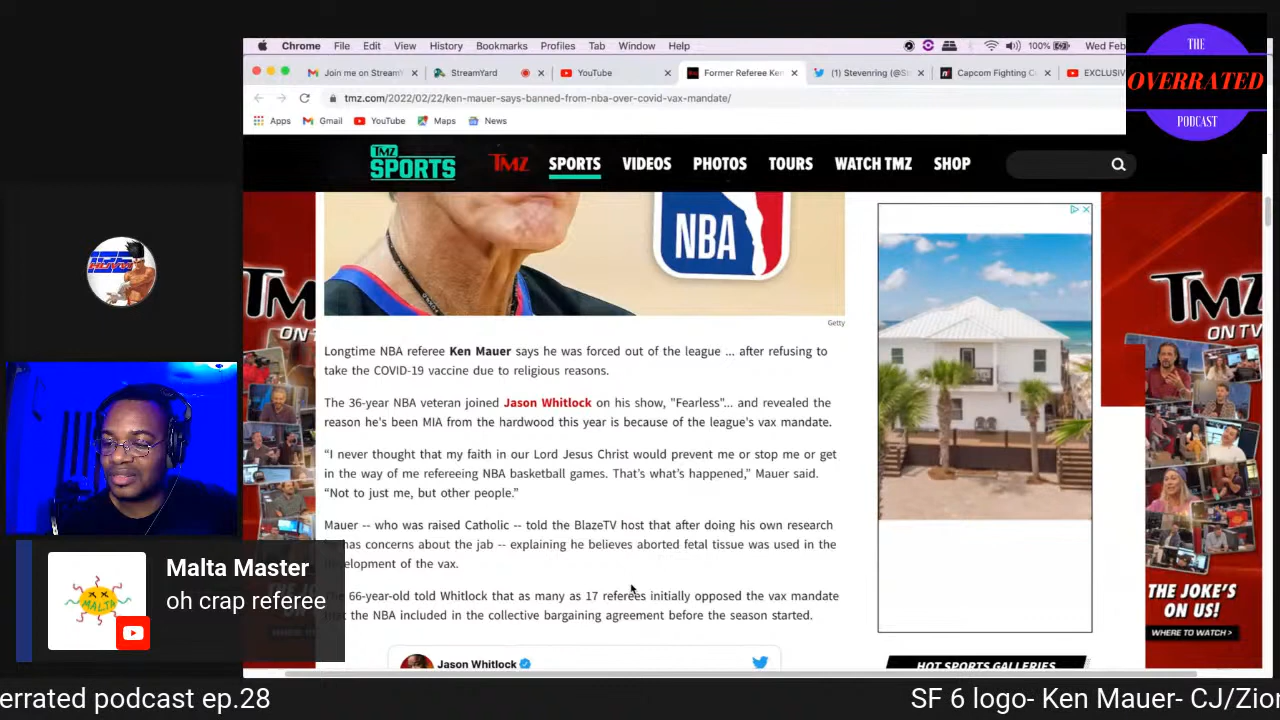 Chrome File Edit View History Bookmarks Profiles Tab Window Help
100%
Wed Feb
Join me on StreamY
StreamYard
YouTube
Former Referee Ken
(1) Stevenring (@St
Capcom Fighting C
EXCLUSIV
tmz.com/2022/02/22/ken-mauer-says-banned-from-nba-over-covid-vax-mandate/
Apps Gmail YouTube Maps News
THE
OVERRATED
PODCAST
TMZ
SPORTS
TMZ SPORTS VIDEOS PHOTOS TOURS WATCH TMZ SHOP
NBA
Getty
Longtime NBA referee Ken Mauer says he was forced out of the league ... after refusing to
take the COVID-19 vaccine due to religious reasons.
The 36-year NBA veteran joined Jason Whitlock on his show, "Fearless"... and revealed the
reason he's been MIA from the hardwood this year is because of the league's vax mandate.
“I never thought that my faith in our Lord Jesus Christ would prevent me or stop me or get
in the way of me refereeing NBA basketball games. That's what's happened,” Mauer said.
“Not to just me, but other people.”
Mauer -- who was raised Catholic -- told the BlazeTV host that after doing his own research
has concerns about the jab -- explaining he believes aborted fetal tissue was used in the
of the vax.
66-year-old told Whitlock that as many as 17 referees initially opposed the vax mandate
the NBA included in the collective bargaining agreement before the season started.
Jason Whitlock
TM
ON T
TMZ
ON TV
THE JOKE'S
ON US!
WHERE TO WATCH >
HOT SPORTS GALLERIES
MALTA
Malta Master
oh crap referee
errated podcast ep.28
SF 6 logo- Ken Mauer- CJ/Zion